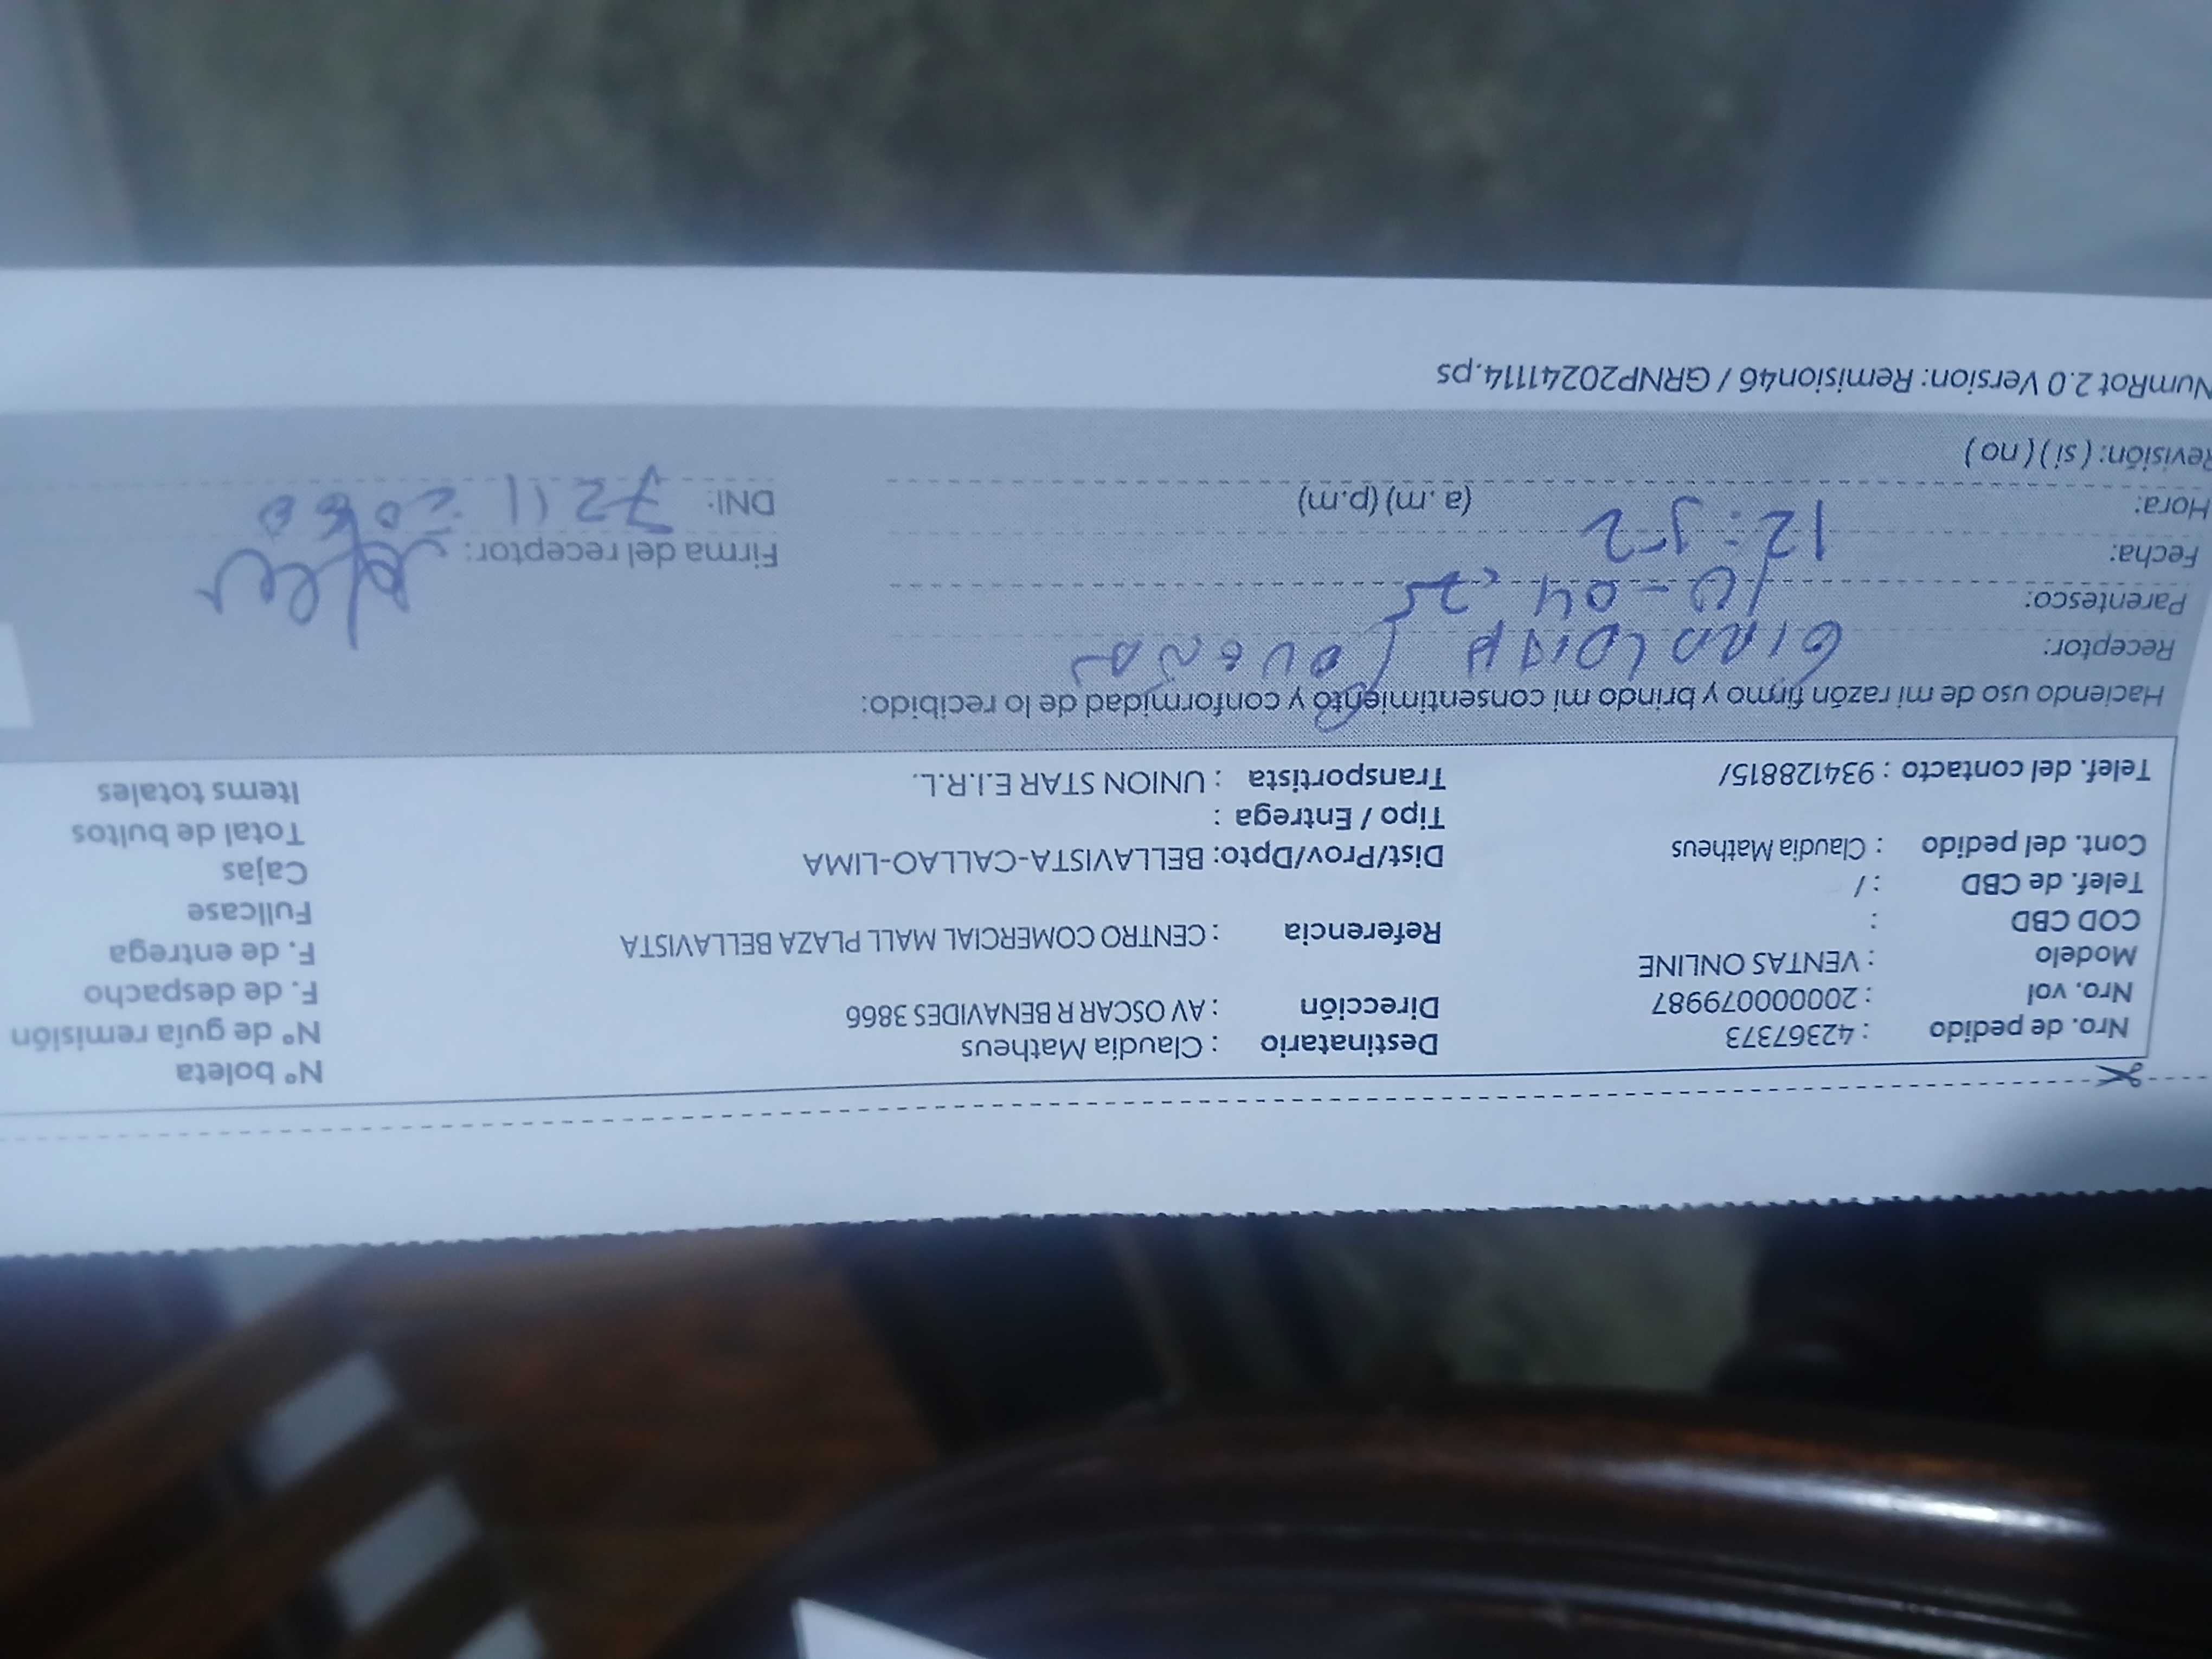 Nro. de pedido : 42367373 Destinatario : Claudia Matheus Nº boleta
Nro. vol : 20000007998 7 Dirección : AV OSCAR R BENAVIDES 3866 Nº de guía remisión
Modelo : VENTAS ONLINE F. de despacho
COD CBD : Referencia : CENTRO COMERCIAL MALL PLAZA BELLAVISTA F. de entrega
Telef. de CBD : / Fullcase
Cont. del pedido : Claudia Matheus Dist/Prov/Dpto: BELLAVISTA-CALLAO-LIMA Cajas
Tipo / Entrega : Total de bultos
Telef. del contacto : 934128815/ Transportista : UNION STAR E.I.R.L. Items totales
Haciendo uso de mi razón firmo y brindo mi consentimiento y conformidad de lo recibido:
Receptor:
Parentesco: 10-04-25
Fecha: Firma del receptor:
Hora: 12:52 (a. m) (p.m) DNI:
Revisión: ( si ) ( no )
NumRot 2.0 Version: Remision46 / GRNP20241114.ps